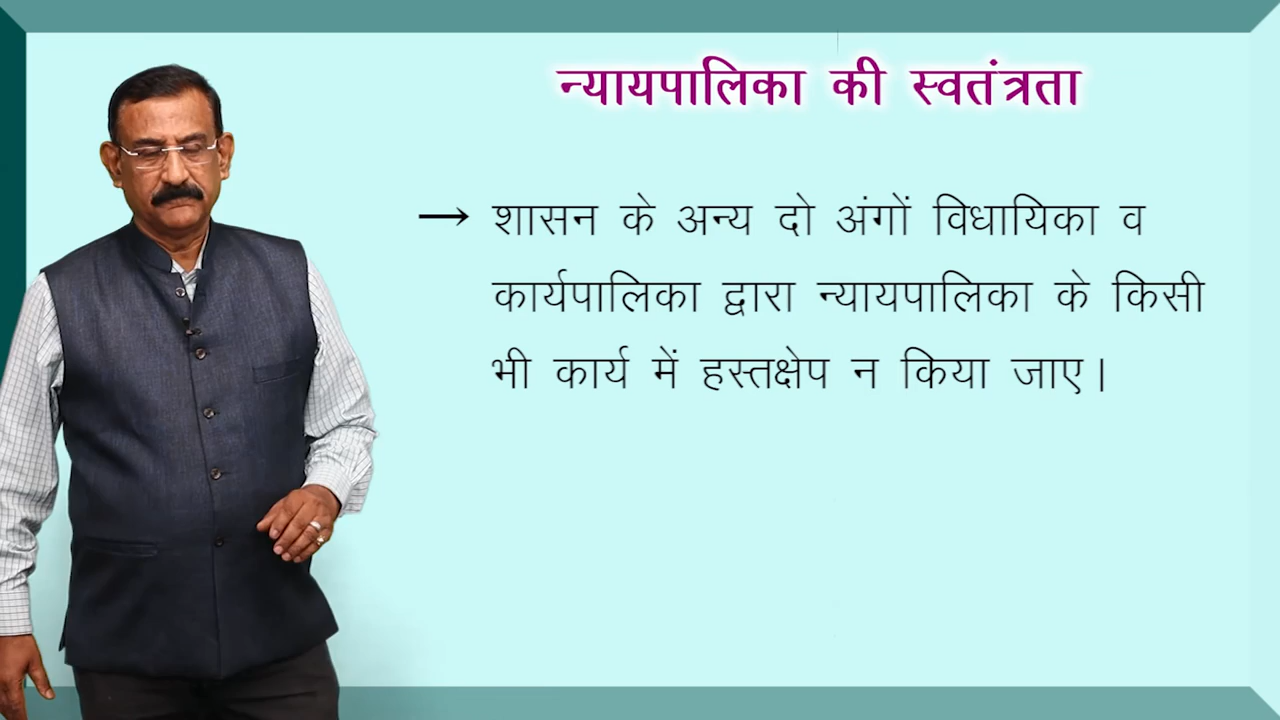 न्यायपालिका की स्वतंत्रता
→ शासन के अन्य दो अंगों विधायिका व
कार्यपालिका द्वारा न्यायपालिका के किसी
भी कार्य में हस्तक्षेप न किया जाए।